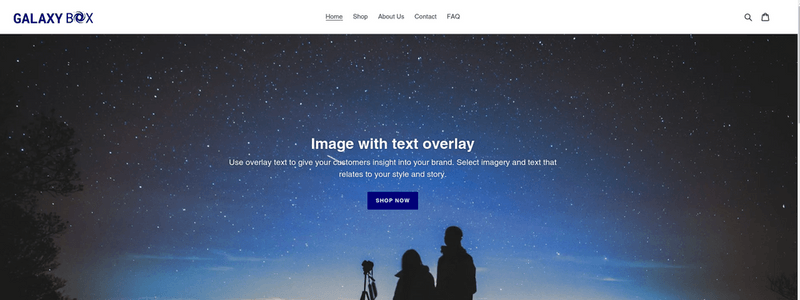 GALAXY BOX
Home Shop About Us Contact FAQ
Image with text overlay
Use overlay text to give your customers insight into your brand. Select imagery and text that
relates to your style and story.
SHOP NOW